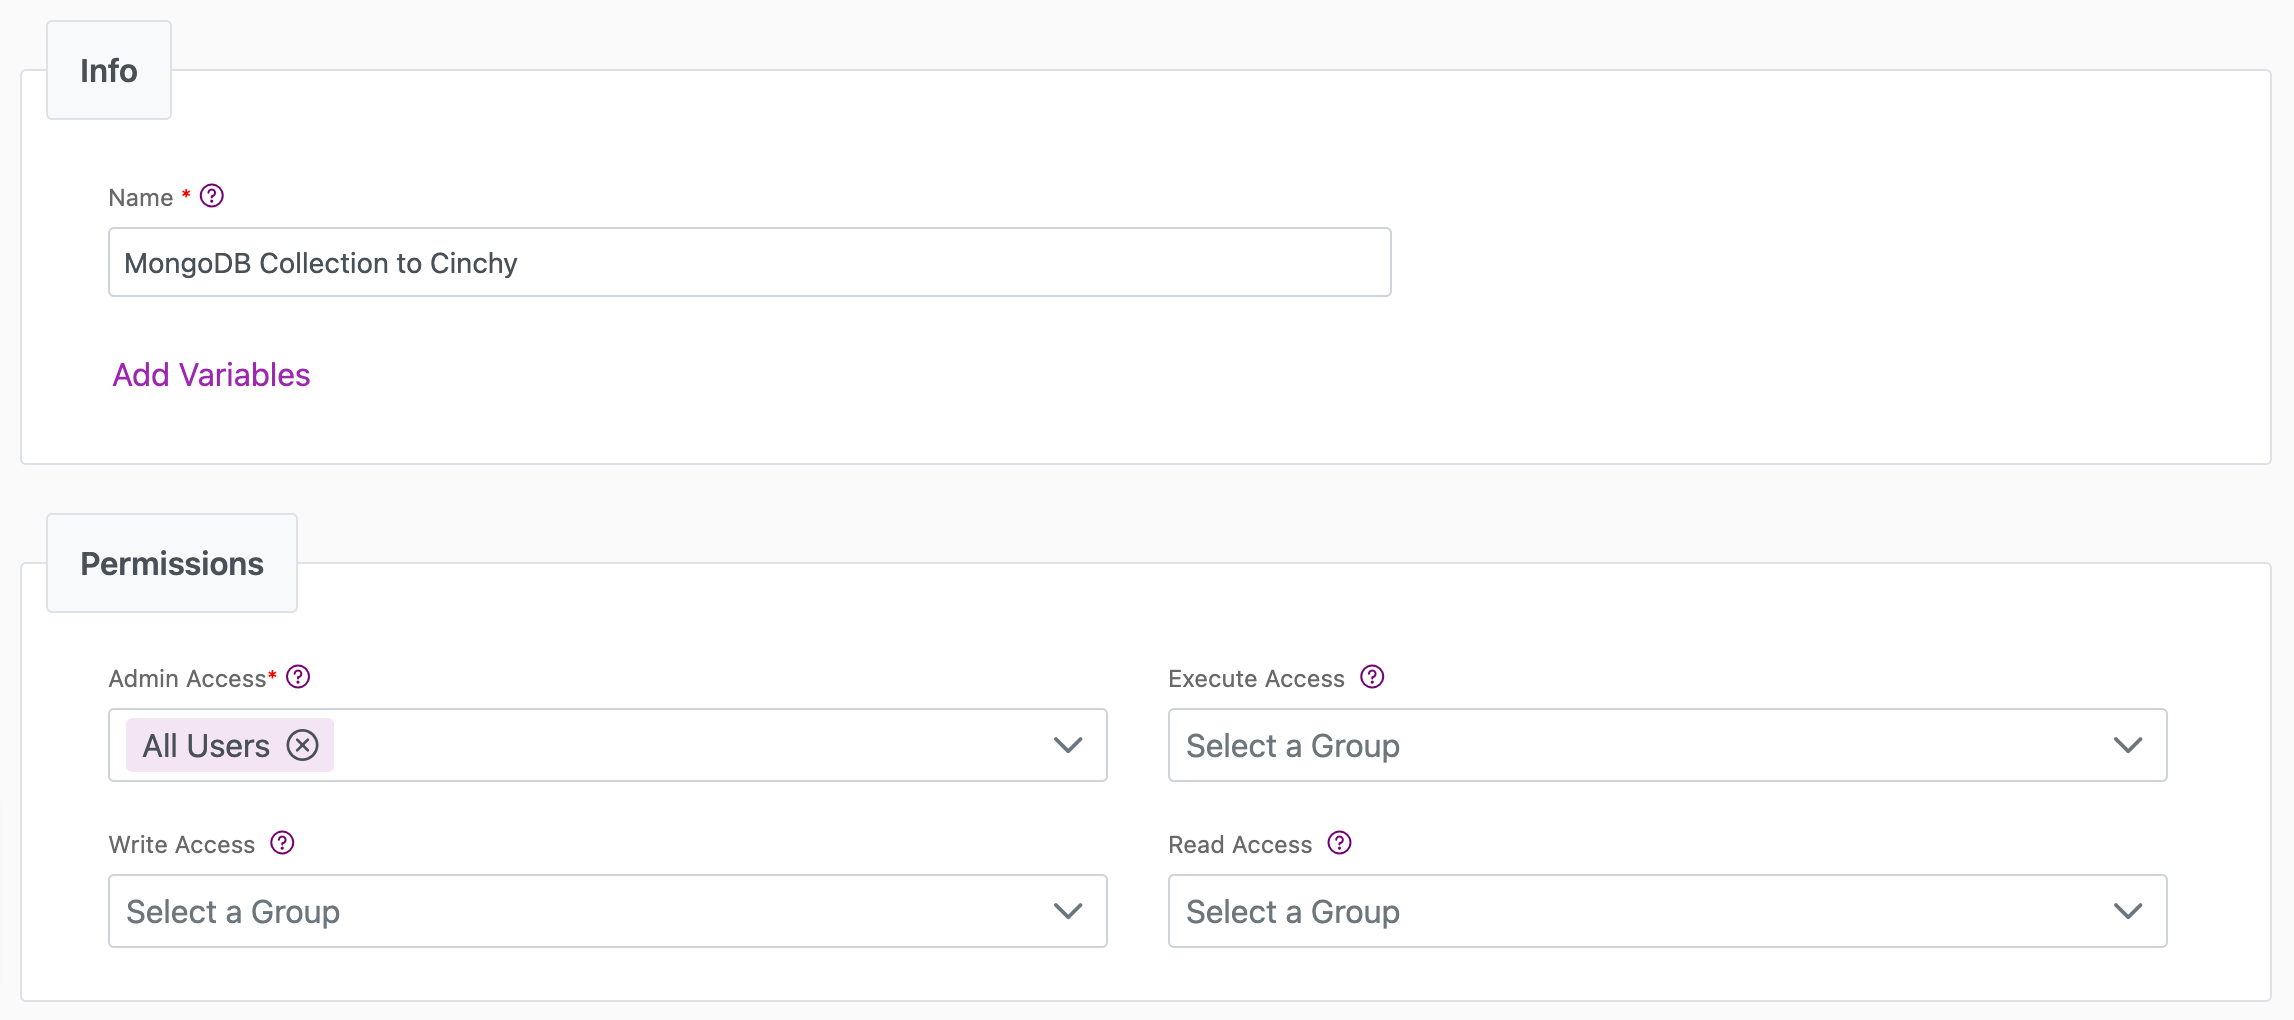 Info
Name *
MongoDB Collection to Cinchy
Add Variables
Permissions
Admin Access*
Execute Access
All Users
Select a Group
Write Access
Read Access
Select a Group
Select a Group